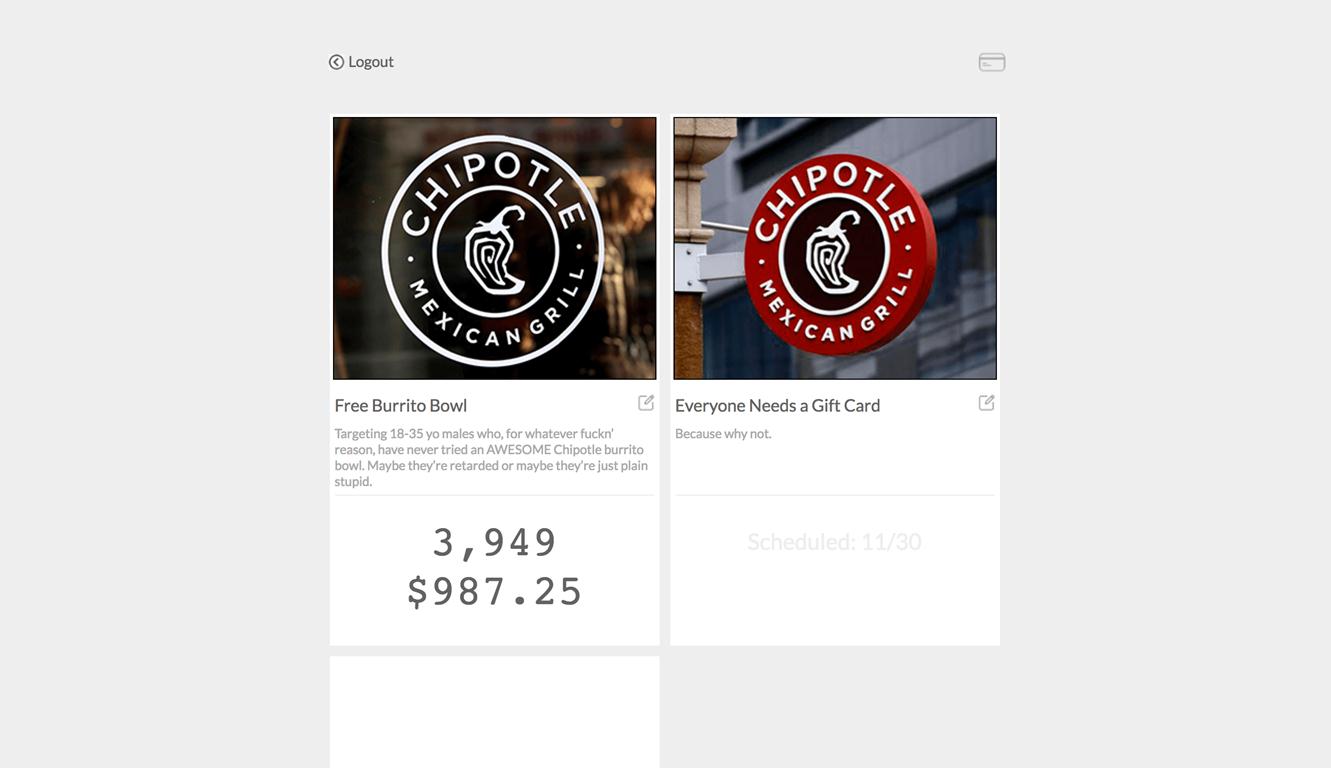 Logout
CHIPOTLE
MEXICAN GRILL
CHIPOTLE
MEXICAN GRILL
Free Burrito Bowl
Targeting 18-35 yo males who, for whatever fuckn'
reason, have never tried an AWESOME Chipotle burrito
bowl. Maybe they're retarded or maybe they're just plain
stupid.
3,949
$987.25
Everyone Needs a Gift Card
Because why not.
Scheduled: 11/30